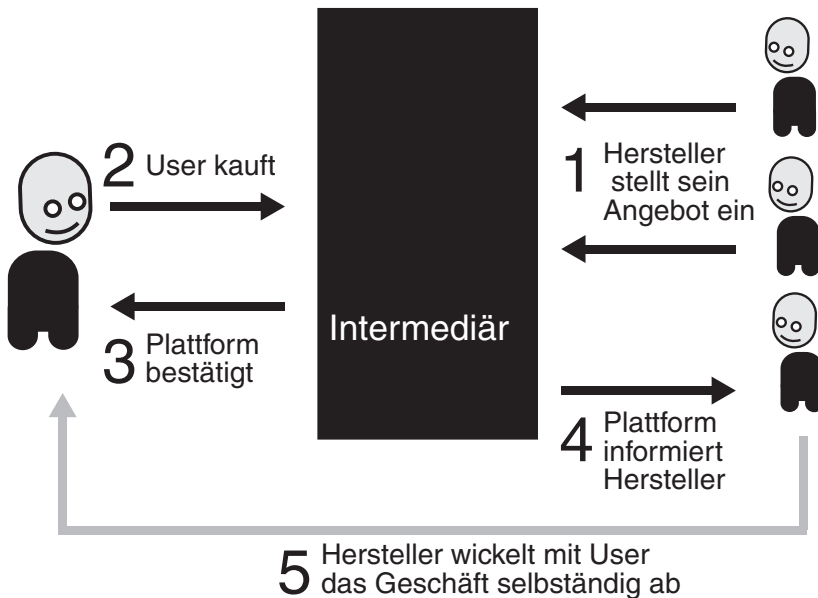 1 Hersteller
stellt sein
Angebot ein
2 User kauft
Intermediär
3 Plattform
bestätigt
4 Plattform
informiert
Hersteller
5 Hersteller wickelt mit User
das Geschäft selbständig ab